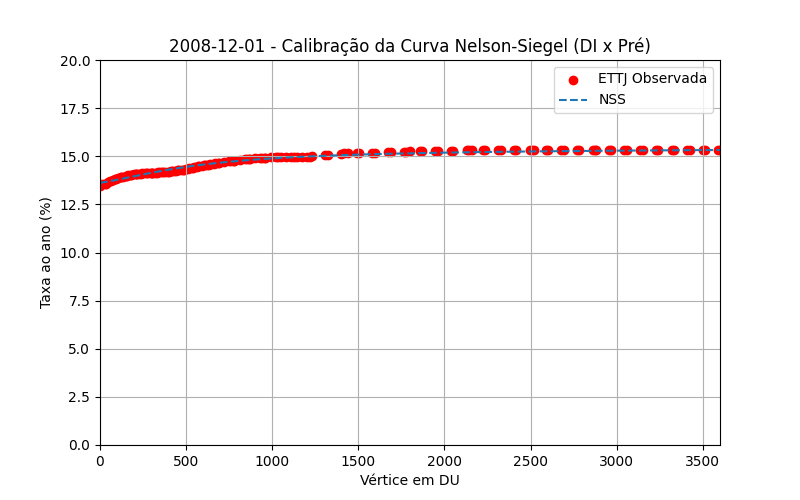 2008-12-01 - Calibração da Curva Nelson-Siegel (DI x Pré)
ETTJ Observada
NSS
Taxa ao ano (%)
20.0
17.5
15.0
12.5
10.0
7.5
5.0
2.5
0.0
0 500 1000 1500 2000 2500 3000 3500
Vértice em DU